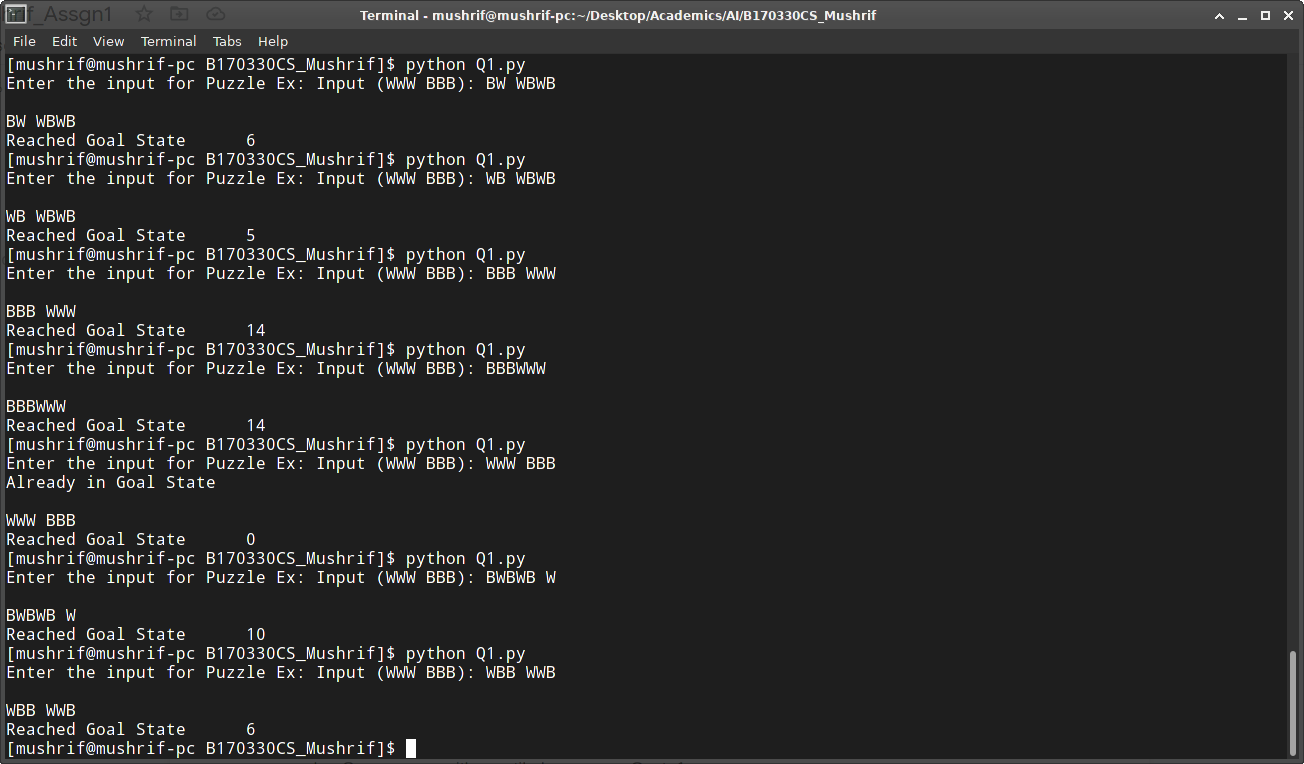 rif_Assgn1
Terminal - mushrif@mushrif-pc:~/Desktop/Academics/AI/B170330CS_Mushrif
File Edit View Terminal Tabs Help
[mushrif@mushrif-pc B170330CS_Mushrif]$ python Q1.py
Enter the input for Puzzle Ex: Input (WWW BBB): BW WBWB

BW WBWB
Reached Goal State      6
[mushrif@mushrif-pc B170330CS_Mushrif]$ python Q1.py
Enter the input for Puzzle Ex: Input (WWW BBB): WB WBWB

WB WBWB
Reached Goal State      5
[mushrif@mushrif-pc B170330CS_Mushrif]$ python Q1.py
Enter the input for Puzzle Ex: Input (WWW BBB): BBB WWW

BBB WWW
Reached Goal State      14
[mushrif@mushrif-pc B170330CS_Mushrif]$ python Q1.py
Enter the input for Puzzle Ex: Input (WWW BBB): BBBWWW

BBBWWW
Reached Goal State      14
[mushrif@mushrif-pc B170330CS_Mushrif]$ python Q1.py
Enter the input for Puzzle Ex: Input (WWW BBB): WWW BBB
Already in Goal State

WWW BBB
Reached Goal State      0
[mushrif@mushrif-pc B170330CS_Mushrif]$ python Q1.py
Enter the input for Puzzle Ex: Input (WWW BBB): BWBWB W

BWBWB W
Reached Goal State      10
[mushrif@mushrif-pc B170330CS_Mushrif]$ python Q1.py
Enter the input for Puzzle Ex: Input (WWW BBB): WBB WWB

WBB WWB
Reached Goal State      6
[mushrif@mushrif-pc B170330CS_Mushrif]$